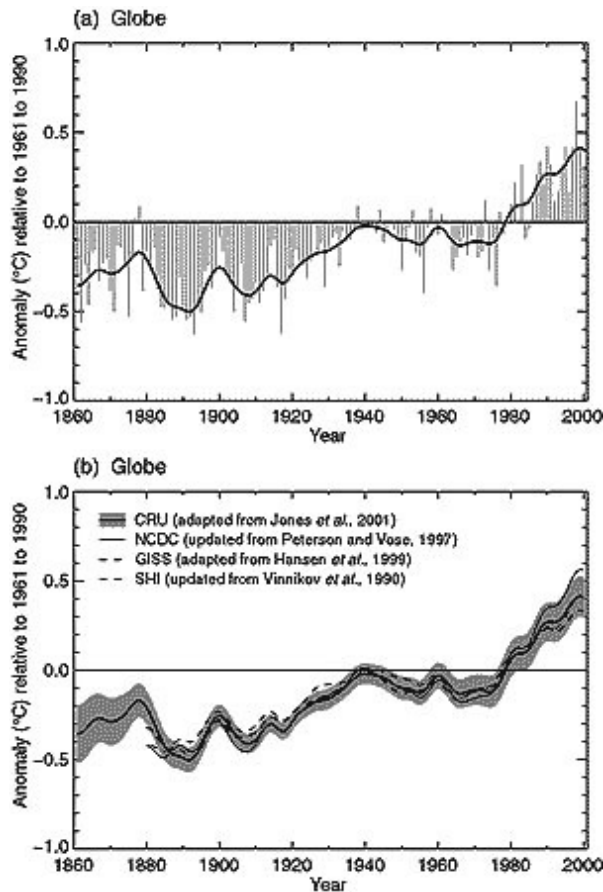 (a) Globe
1.0
0.5
0.0
−0.5
−1.0
Anomaly (°C) relative to 1961 to 1990
1860 1880 1900 1920 1940 1960 1980 2000
Year
(b) Globe
1.0
0.5
0.0
−0.5
−1.0
Anomaly (°C) relative to 1961 to 1990
CRU (adapted from Jones et al., 2001)
NCDC (updated from Peterson and Vose, 1997)
GISS (adapted from Hansen et al., 1999)
SHI (updated from Vinnikov et al., 1990)
1860 1880 1900 1920 1940 1960 1980 2000
Year